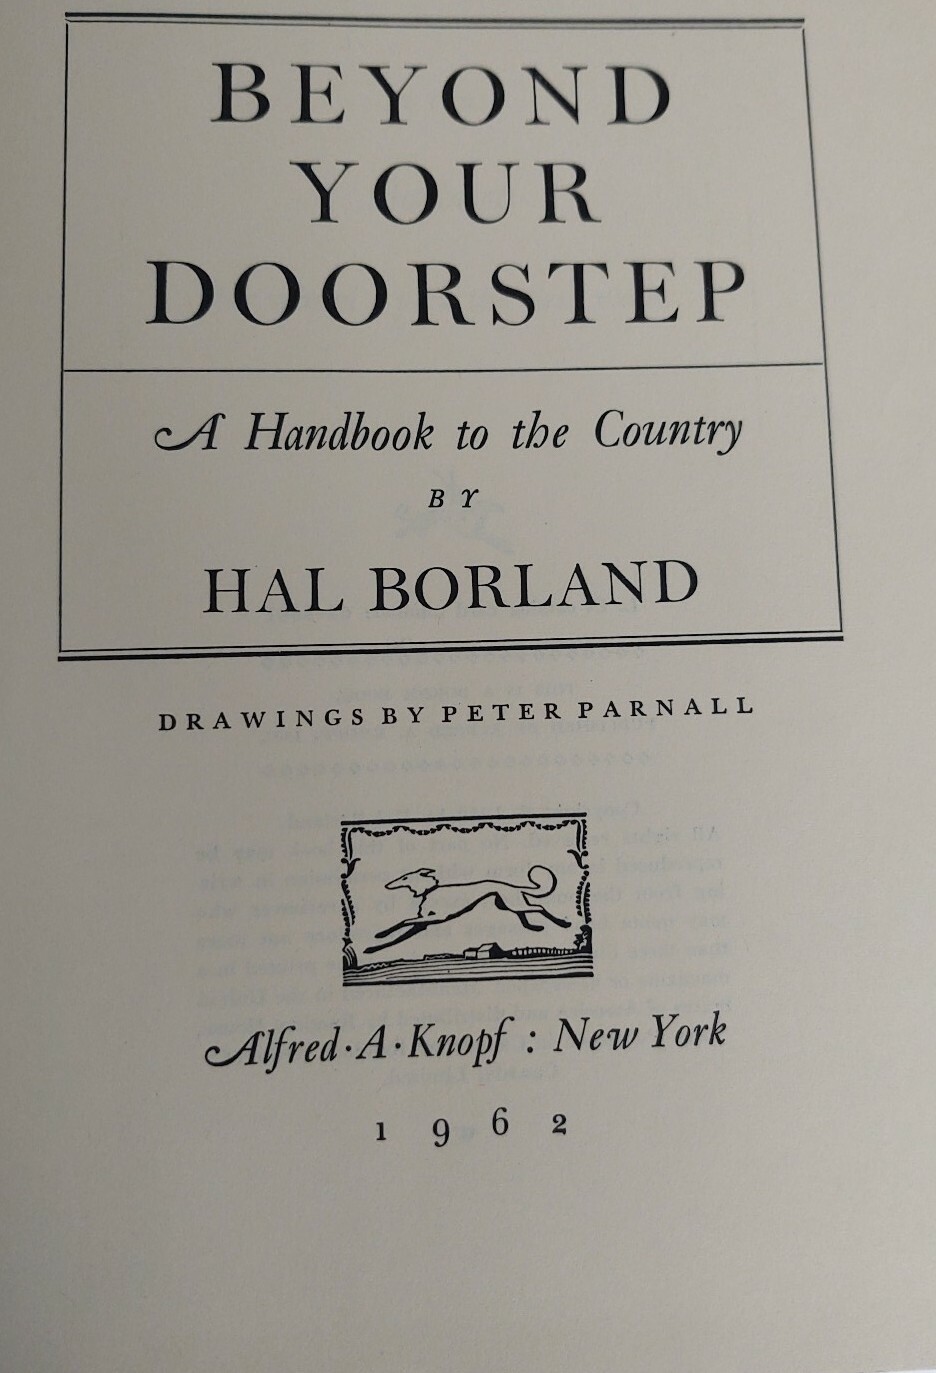 BEYOND
YOUR
DOORSTEP
A Handbook to the Country
BY
HAL BORLAND
DRAWINGS BY PETER PARNALL
Alfred · A · Knopf : New York
1962